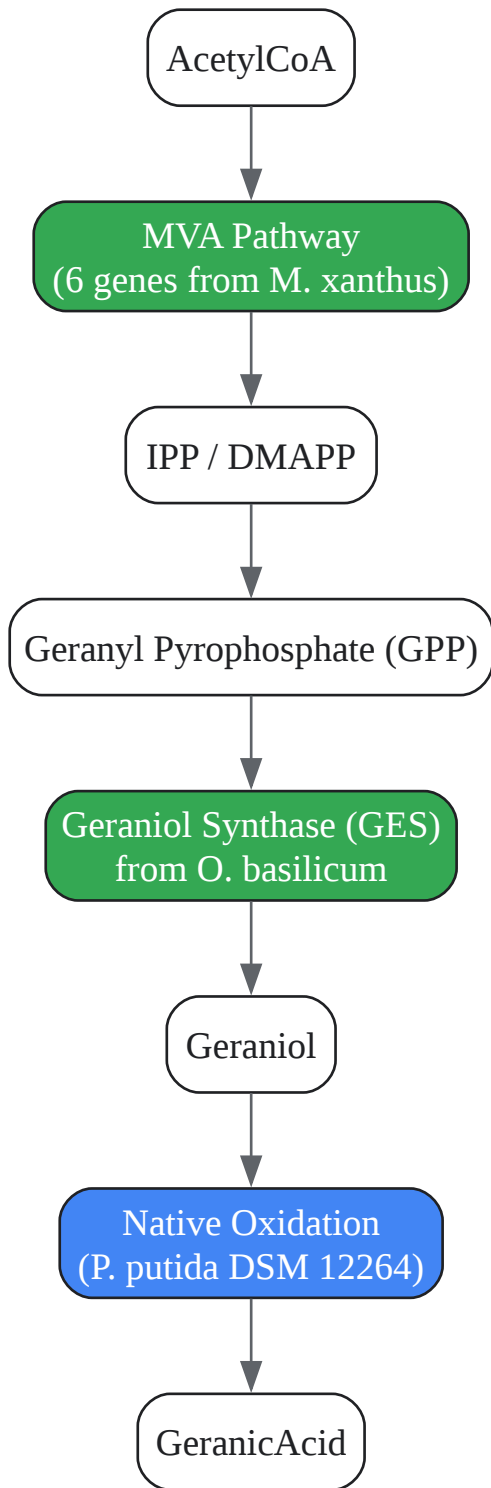 AcetylCoA
MVA Pathway
(6 genes from M. xanthus)
IPP / DMAPP
Geranyl Pyrophosphate (GPP)
Geraniol Synthase (GES)
from O. basilicum
Geraniol
Native Oxidation
(P. putida DSM 12264)
GeranicAcid